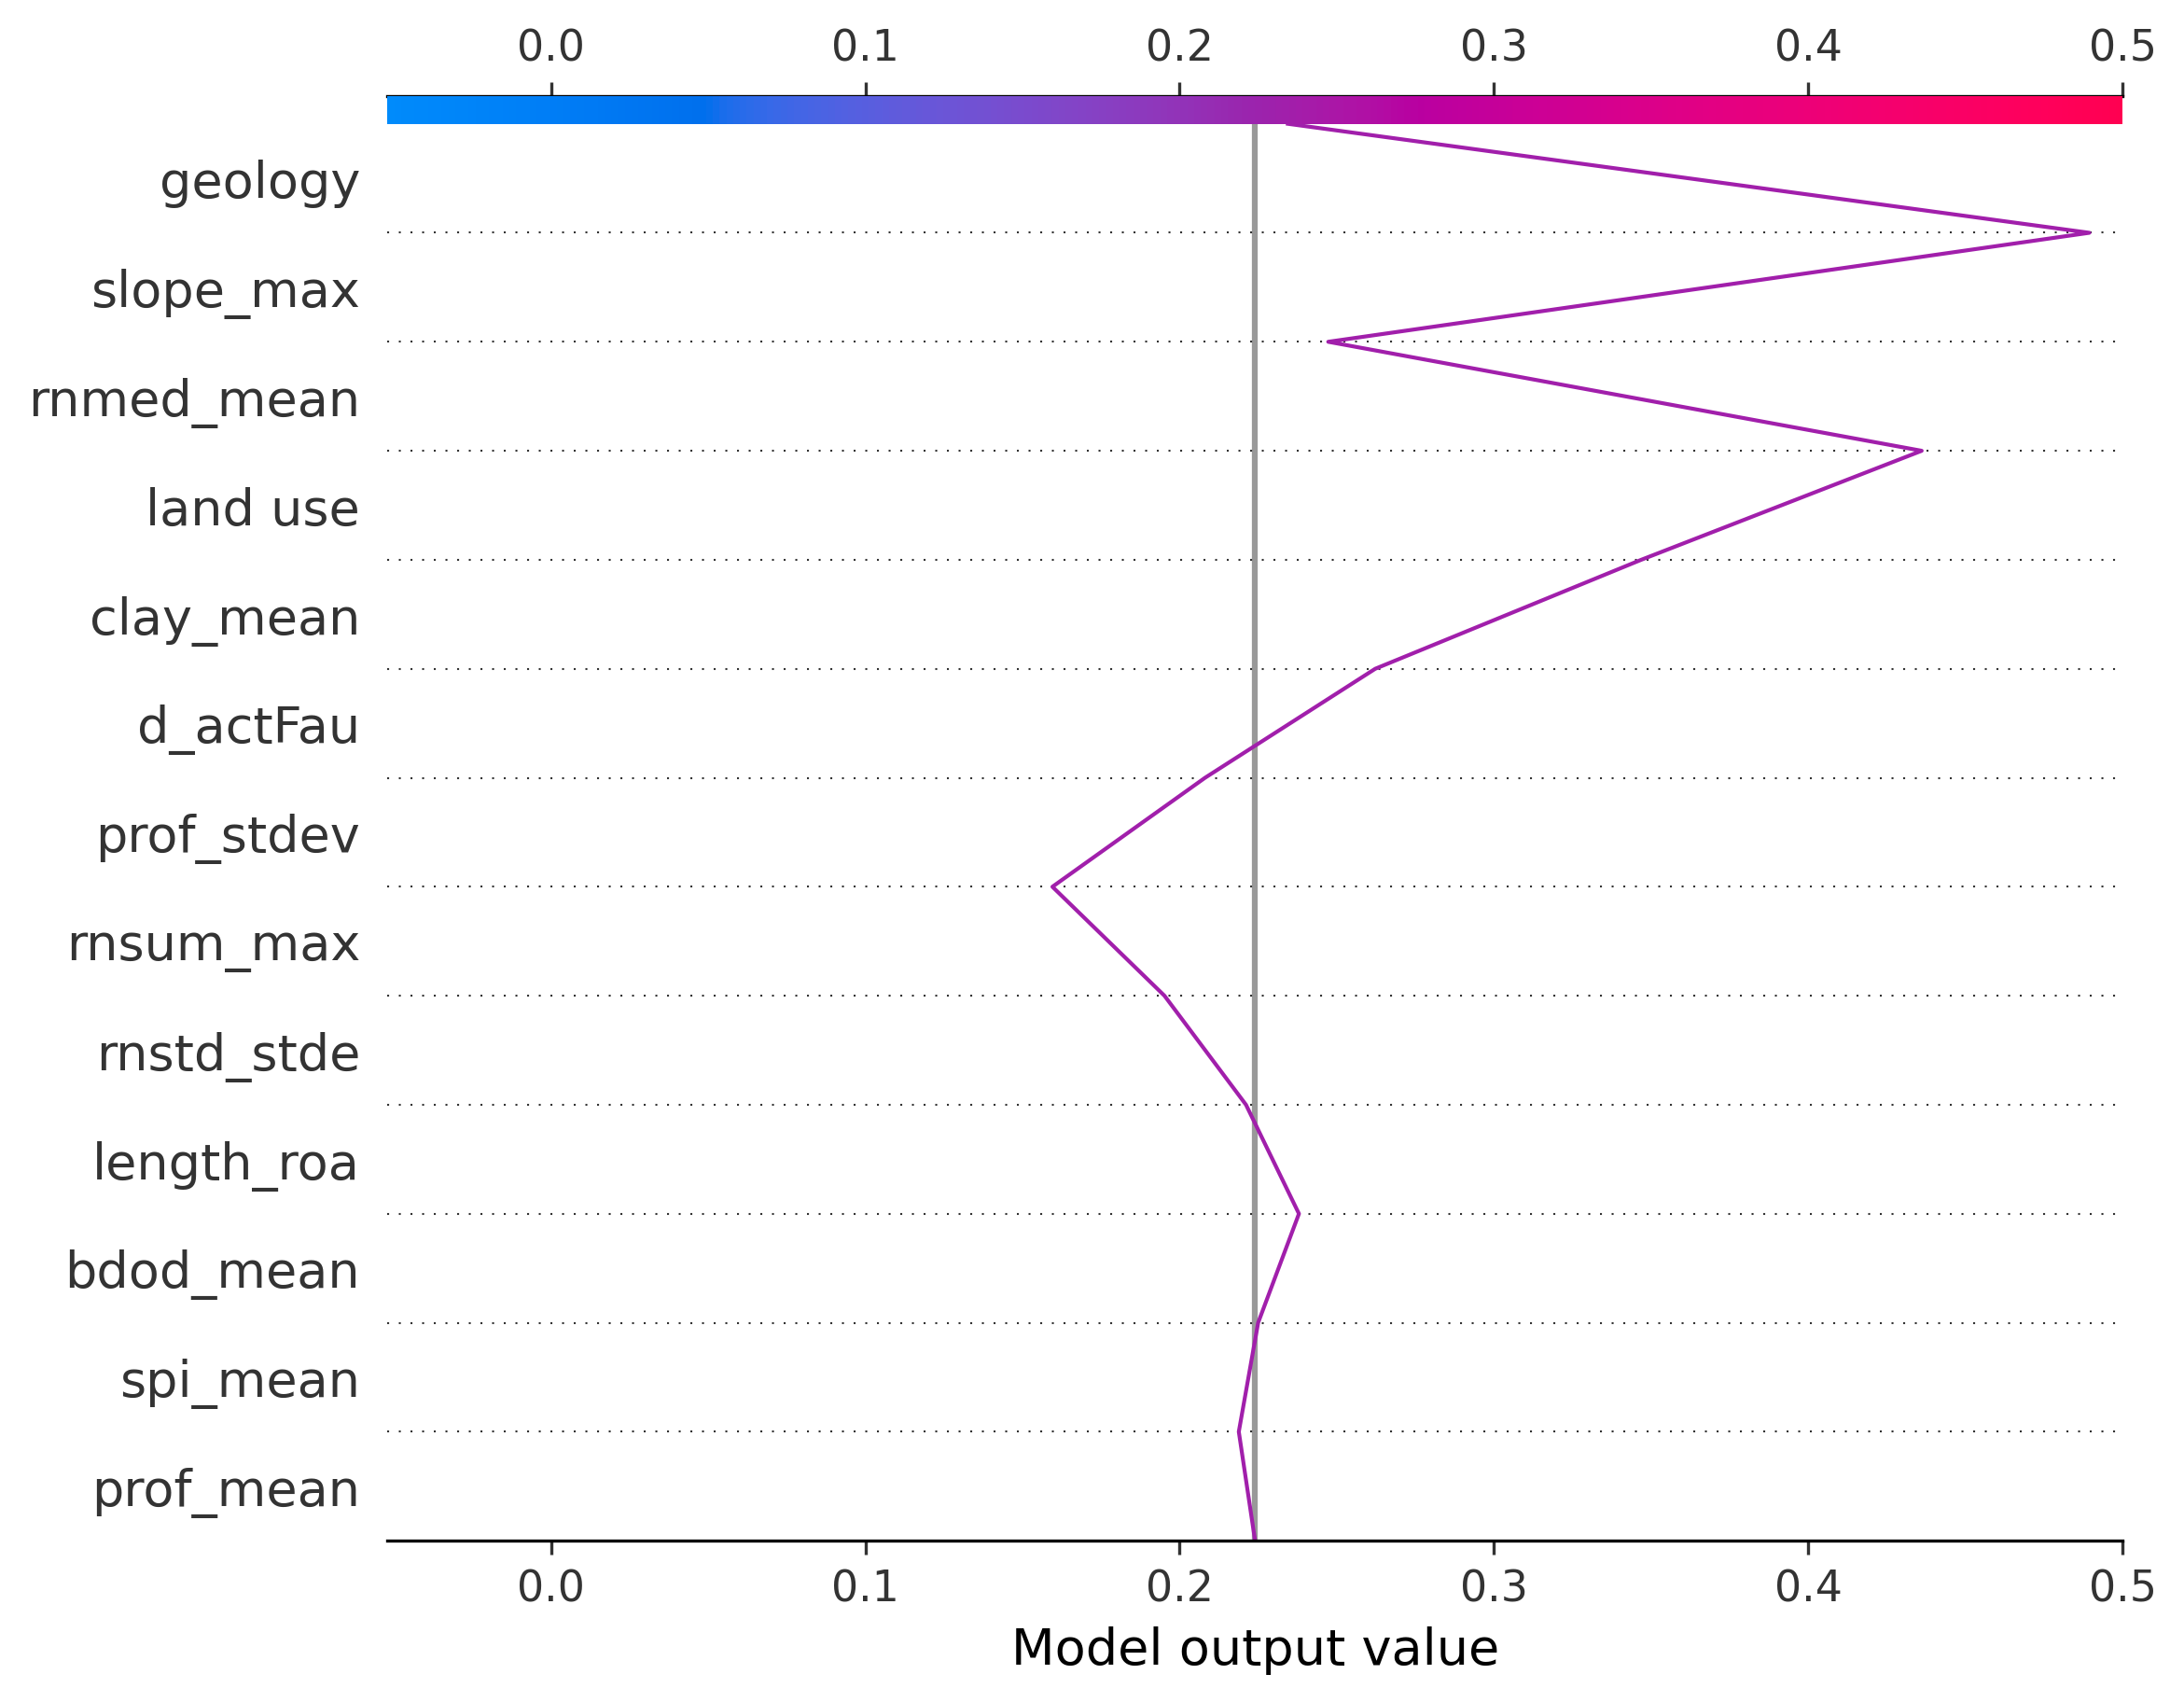 0.0 0.1 0.2 0.3 0.4 0.5
geology
slope_max
rnmed_mean
land use
clay_mean
d_actFau
prof_stdev
rnsum_max
rnstd_stde
length_roa
bdod_mean
spi_mean
prof_mean
0.0 0.1 0.2 0.3 0.4 0.5
Model output value